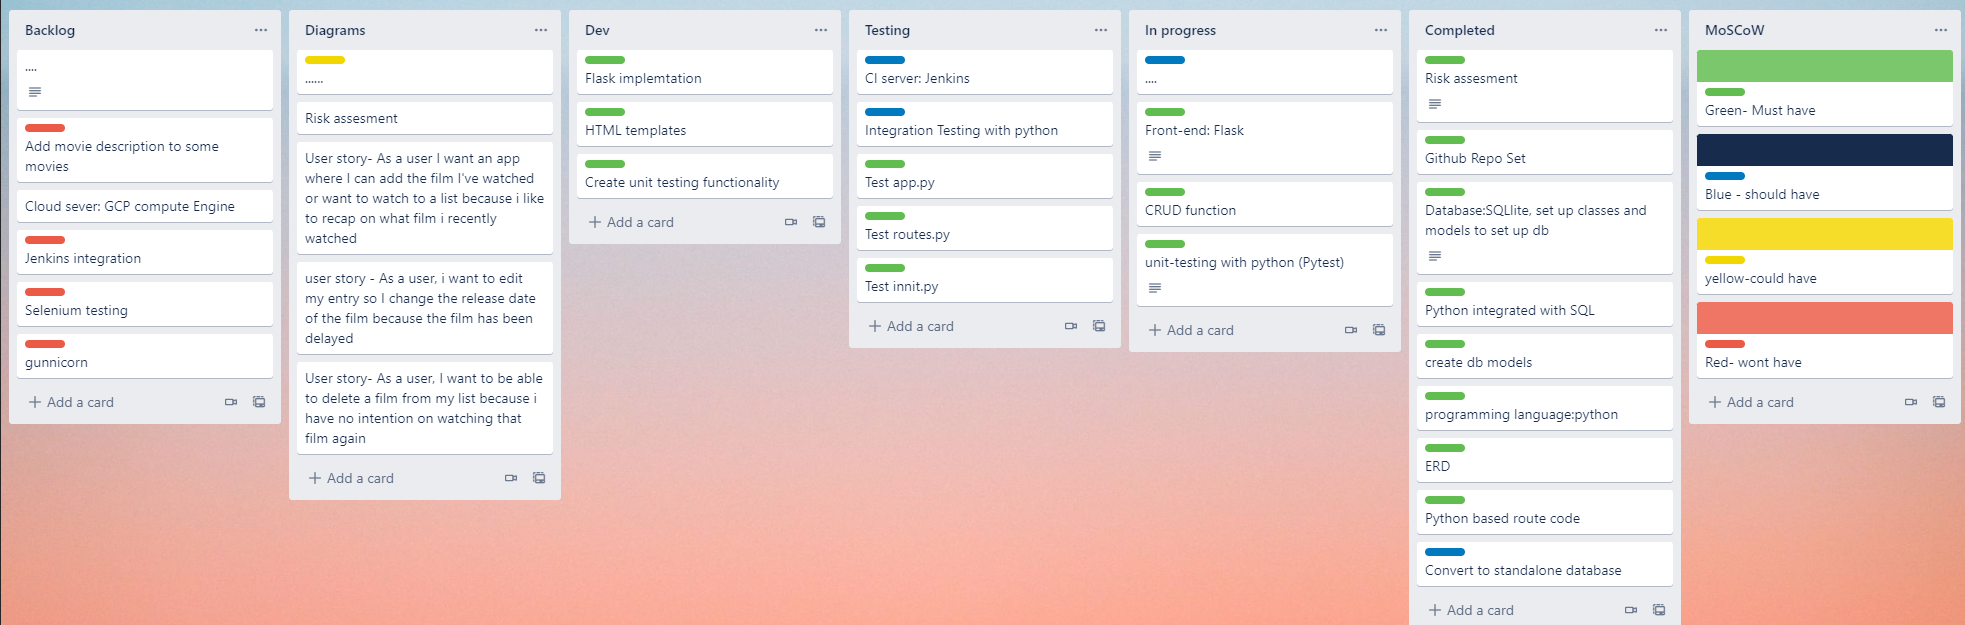 Backlog
....
Add movie description to some
movies
Cloud sever: GCP compute Engine
Jenkins integration
Selenium testing
gunnicorn
+ Add a card
Diagrams
......
Risk assesment
User story- As a user I want an app
where I can add the film I've watched
or want to watch to a list because i like
to recap on what film i recently
watched
user story - As a user, i want to edit
my entry so I change the release date
of the film because the film has been
delayed
User story- As a user, I want to be able
to delete a film from my list because i
have no intention on watching that
film again
+ Add a card
Dev
Flask implemtation
HTML templates
Create unit testing functionality
+ Add a card
Testing
CI server: Jenkins
Integration Testing with python
Test app.py
Test routes.py
Test innit.py
+ Add a card
In progress
....
Front-end: Flask
CRUD function
unit-testing with python (Pytest)
+ Add a card
Completed
Risk assesment
Github Repo Set
Database:SQLlite, set up classes and
models to set up db
Python integrated with SQL
create db models
programming language:python
ERD
Python based route code
Convert to standalone database
+ Add a card
MoSCoW
Green- Must have
Blue - should have
yellow-could have
Red- wont have
+ Add a card